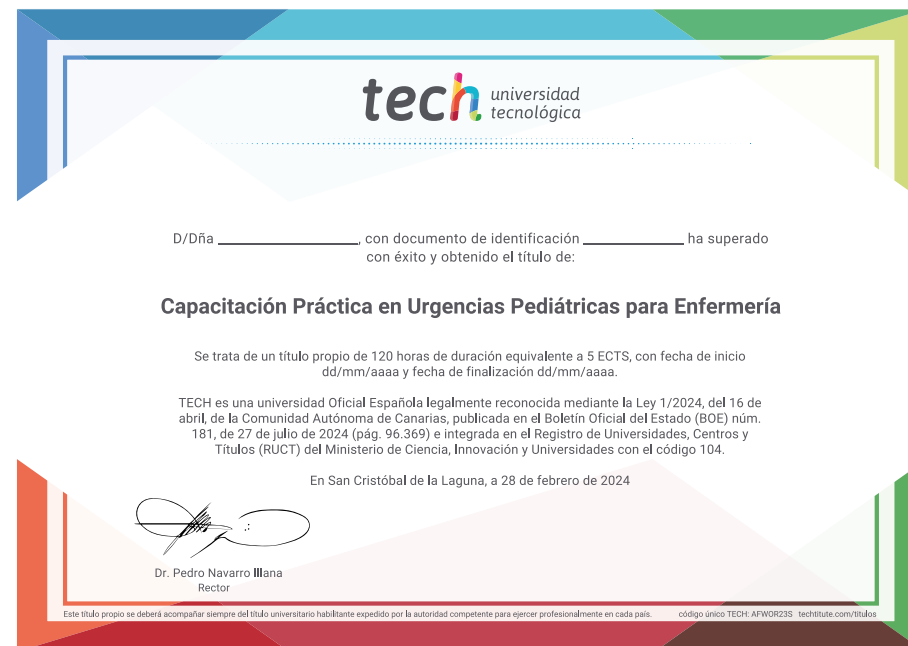 tech universidad
tecnológica
D/Dña ____________________, con documento de identificación ______________ ha superado
con éxito y obtenido el título de:
Capacitación Práctica en Urgencias Pediátricas para Enfermería
Se trata de un título propio de 120 horas de duración equivalente a 5 ECTS, con fecha de inicio
dd/mm/aaaa y fecha de finalización dd/mm/aaaa.
TECH es una universidad Oficial Española legalmente reconocida mediante la Ley 1/2024, del 16 de
abril, de la Comunidad Autónoma de Canarias, publicada en el Boletín Oficial del Estado (BOE) núm.
181, de 27 de julio de 2024 (pág. 96.369) e integrada en el Registro de Universidades, Centros y
Títulos (RUCT) del Ministerio de Ciencia, Innovación y Universidades con el código 104.
En San Cristóbal de la Laguna, a 28 de febrero de 2024
Dr. Pedro Navarro Illana
Rector
Este título propio se deberá acompañar siempre del título universitario habilitante expedido por la autoridad competente para ejercer profesionalmente en cada país. código único TECH: AFWOR23S techtitute.com/titulos